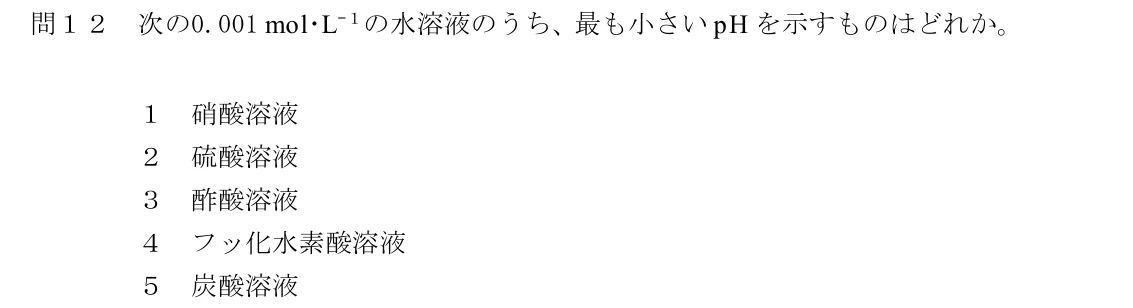 問12　次の0.001 mol･L⁻¹の水溶液のうち、最も小さいpHを示すものはどれか。
1　硝酸溶液
2　硫酸溶液
3　酢酸溶液
4　フッ化水素酸溶液
5　炭酸溶液